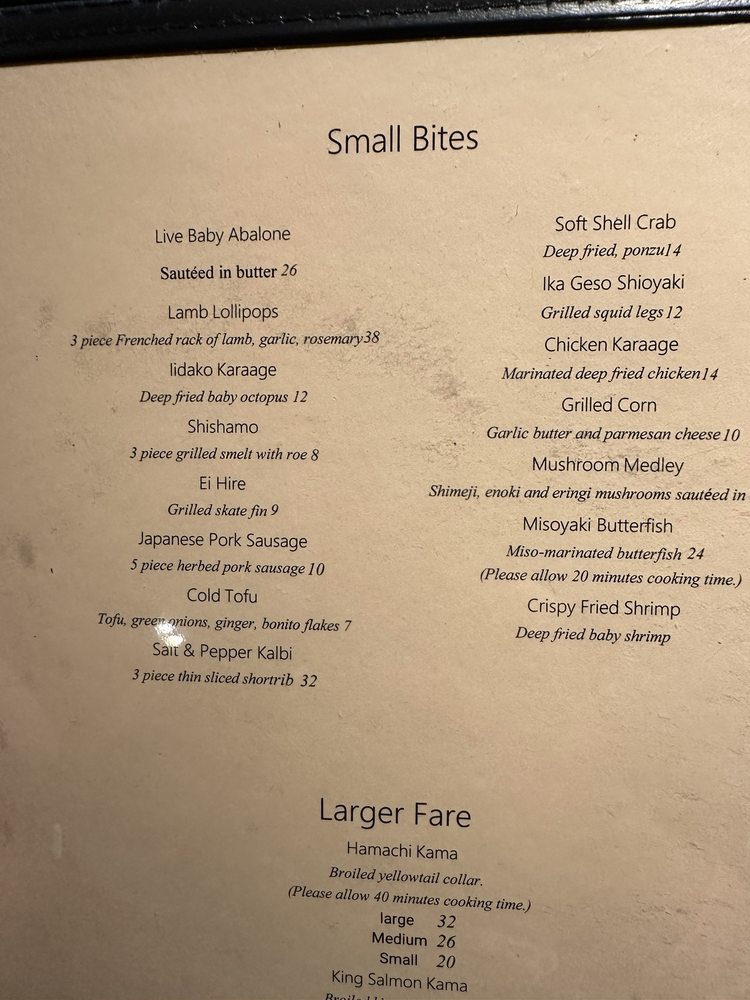 Small Bites
Live Baby Abalone
Sautéed in butter 26
Lamb Lollipops
3 piece Frenched rack of lamb, garlic, rosemary38
Iidako Karaage
Deep fried baby octopus 12
Shishamo
3 piece grilled smelt with roe 8
Ei Hire
Grilled skate fin 9
Japanese Pork Sausage
5 piece herbed pork sausage 10
Cold Tofu
Tofu, green onions, ginger, bonito flakes 7
Salt & Pepper Kalbi
3 piece thin sliced shortrib 32
Soft Shell Crab
Deep fried, ponzu14
Ika Geso Shioyaki
Grilled squid legs 12
Chicken Karaage
Marinated deep fried chicken14
Grilled Corn
Garlic butter and parmesan cheese 10
Mushroom Medley
Shimeji, enoki and eringi mushrooms sautéed in
Misoyaki Butterfish
Miso-marinated butterfish 24
(Please allow 20 minutes cooking time.)
Crispy Fried Shrimp
Deep fried baby shrimp
Larger Fare
Hamachi Kama
Broiled yellowtail collar.
(Please allow 40 minutes cooking time.)
large 32
Medium 26
Small 20
King Salmon Kama